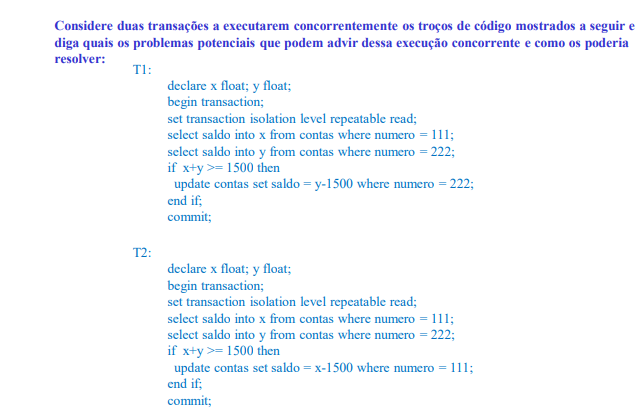 Considere duas transações a executarem concorrentemente os troços de código mostrados a seguir e
diga quais os problemas potenciais que podem advir dessa execução concorrente e como os poderia
resolver:
T1:
declare x float; y float;
begin transaction;
set transaction isolation level repeatable read;
select saldo into x from contas where numero = 111;
select saldo into y from contas where numero = 222;
if x+y >= 1500 then
update contas set saldo = y-1500 where numero = 222;
end if;
commit;
T2:
declare x float; y float;
begin transaction;
set transaction isolation level repeatable read;
select saldo into x from contas where numero = 111;
select saldo into y from contas where numero = 222;
if x+y >= 1500 then
update contas set saldo = x-1500 where numero = 111;
end if;
commit;